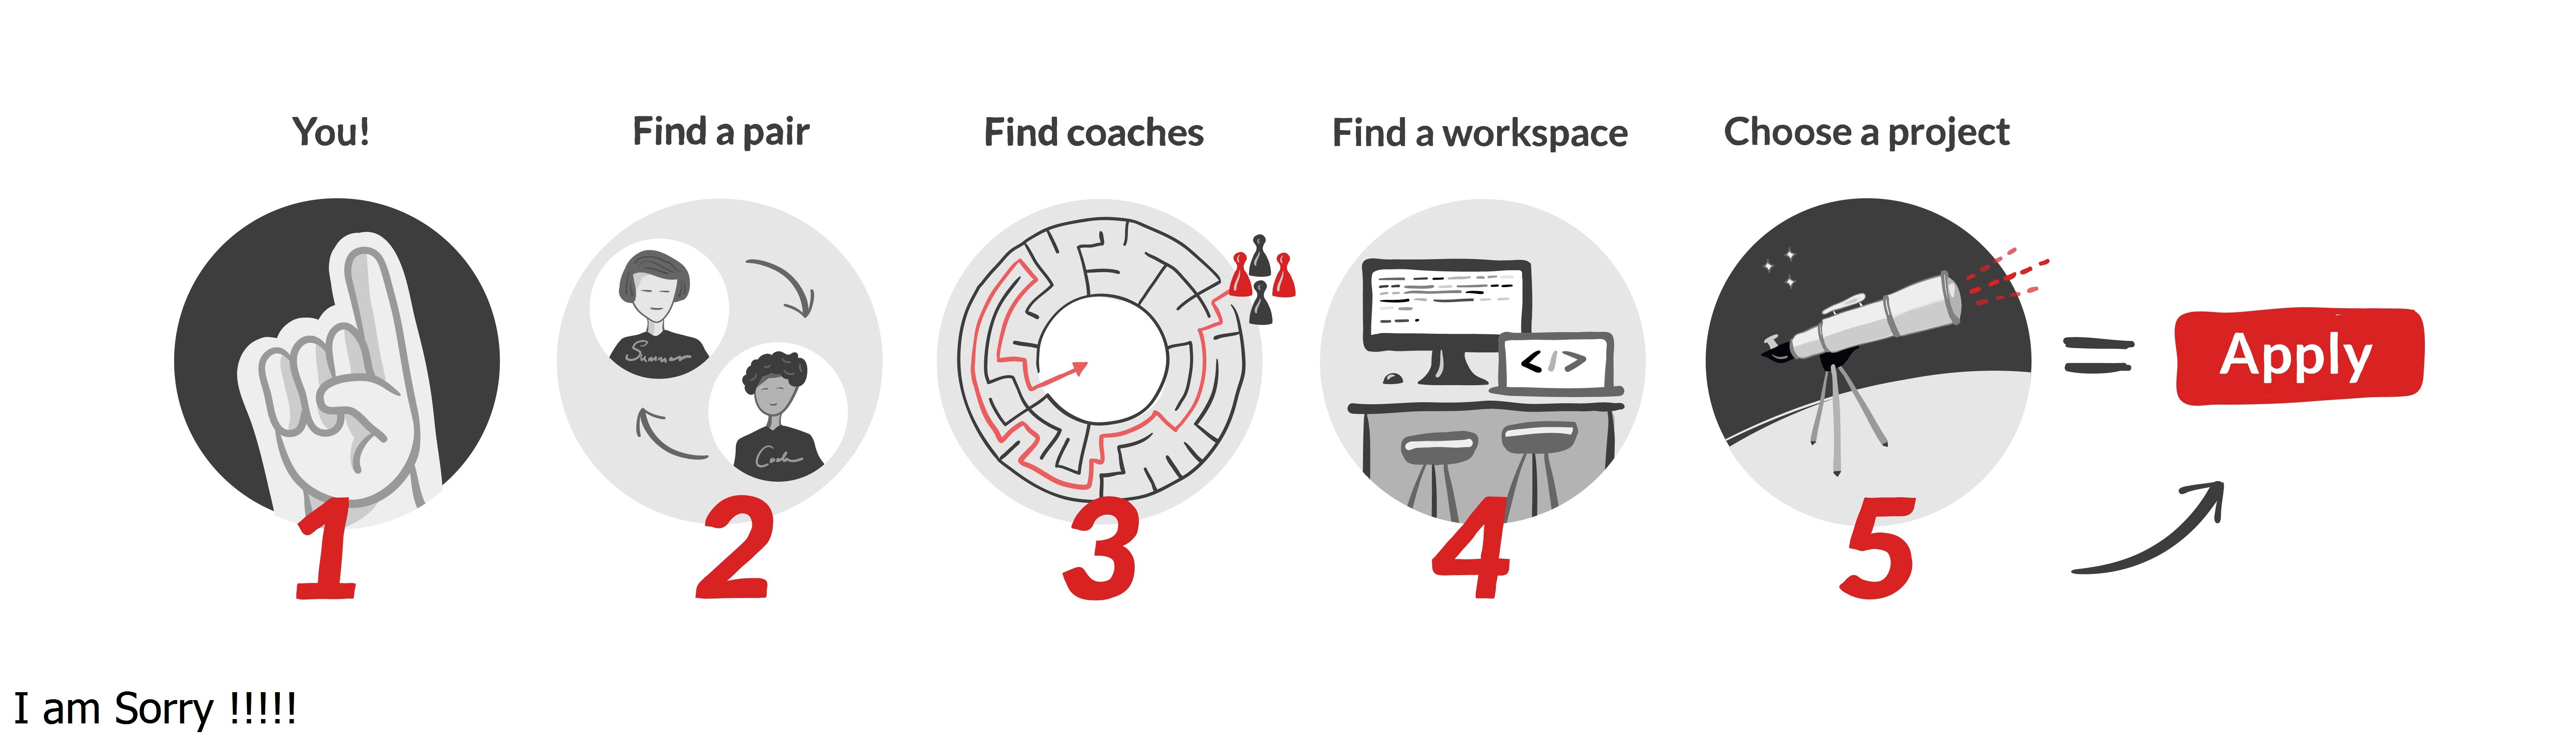 You!
Find a pair
Find coaches
Find a workspace
Choose a project
Summer
Code
</>
= Apply
1
2
3
4
5
I am Sorry !!!!!